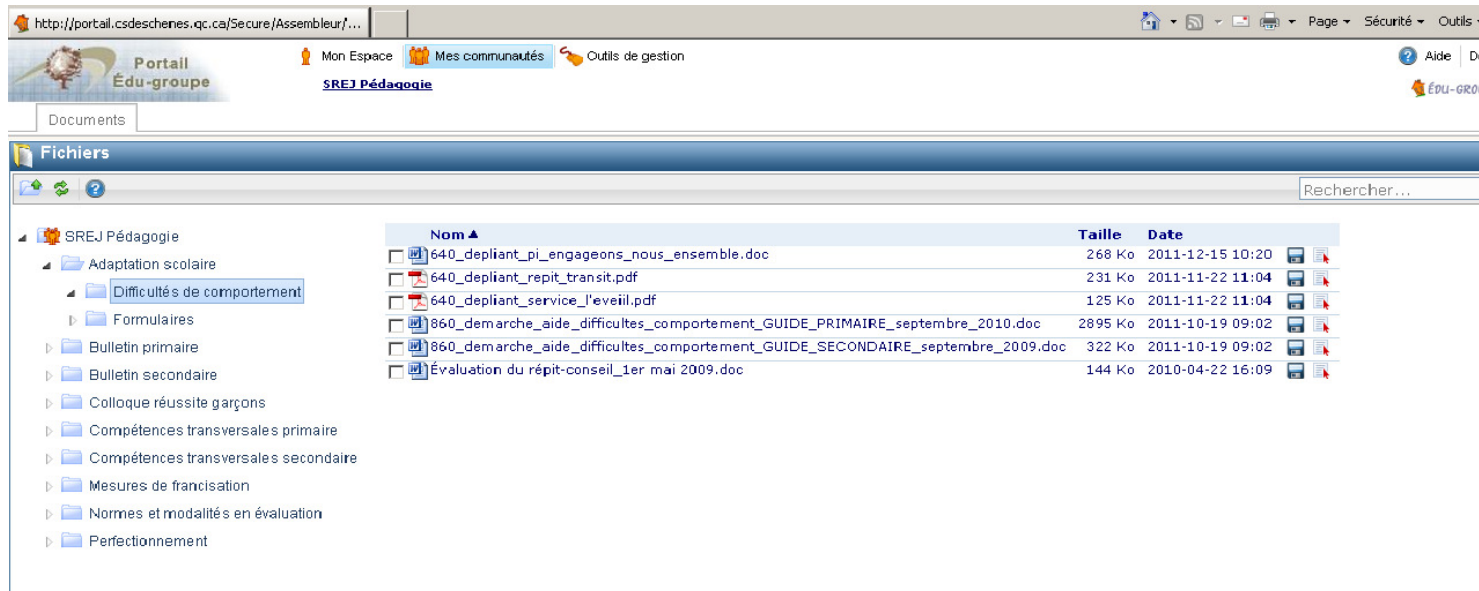 http://portail.csdeschenes.qc.ca/Secure/Assembleur/'...
Page Sécurité Outils
Portail
Édu-groupe
Mon Espace Mes communautés Outils de gestion
Aide D
SREJ Pédagogie
ÉDU-GRO
Documents
Fichiers
Rechercher...
SREJ Pédagogie
Adaptation scolaire
Difficultés de comportement
Formulaires
Bulletin primaire
Bulletin secondaire
Colloque réussite garçons
Compétences transversales primaire
Compétences transversales secondaire
Mesures de francisation
Normes et modalités en évaluation
Perfectionnement
Nom Taille Date
640_depliant_pi_engageons_nous_ensemble.doc 268 Ko 2011-12-15 10:20
640_depliant_repit_transit.pdf 231 Ko 2011-11-22 11:04
640_depliant_service_l'eveiil.pdf 125 Ko 2011-11-22 11:04
860_demarche_aide_difficultes_comportement_GUIDE_PRIMAIRE_septembre_2010.doc 2895 Ko 2011-10-19 09:02
860_demarche_aide_difficultes_comportement_GUIDE_SECONDAIRE_septembre_2009.doc 322 Ko 2011-10-19 09:02
Évaluation du répit-conseil_1er mai 2009.doc 144 Ko 2010-04-22 16:09